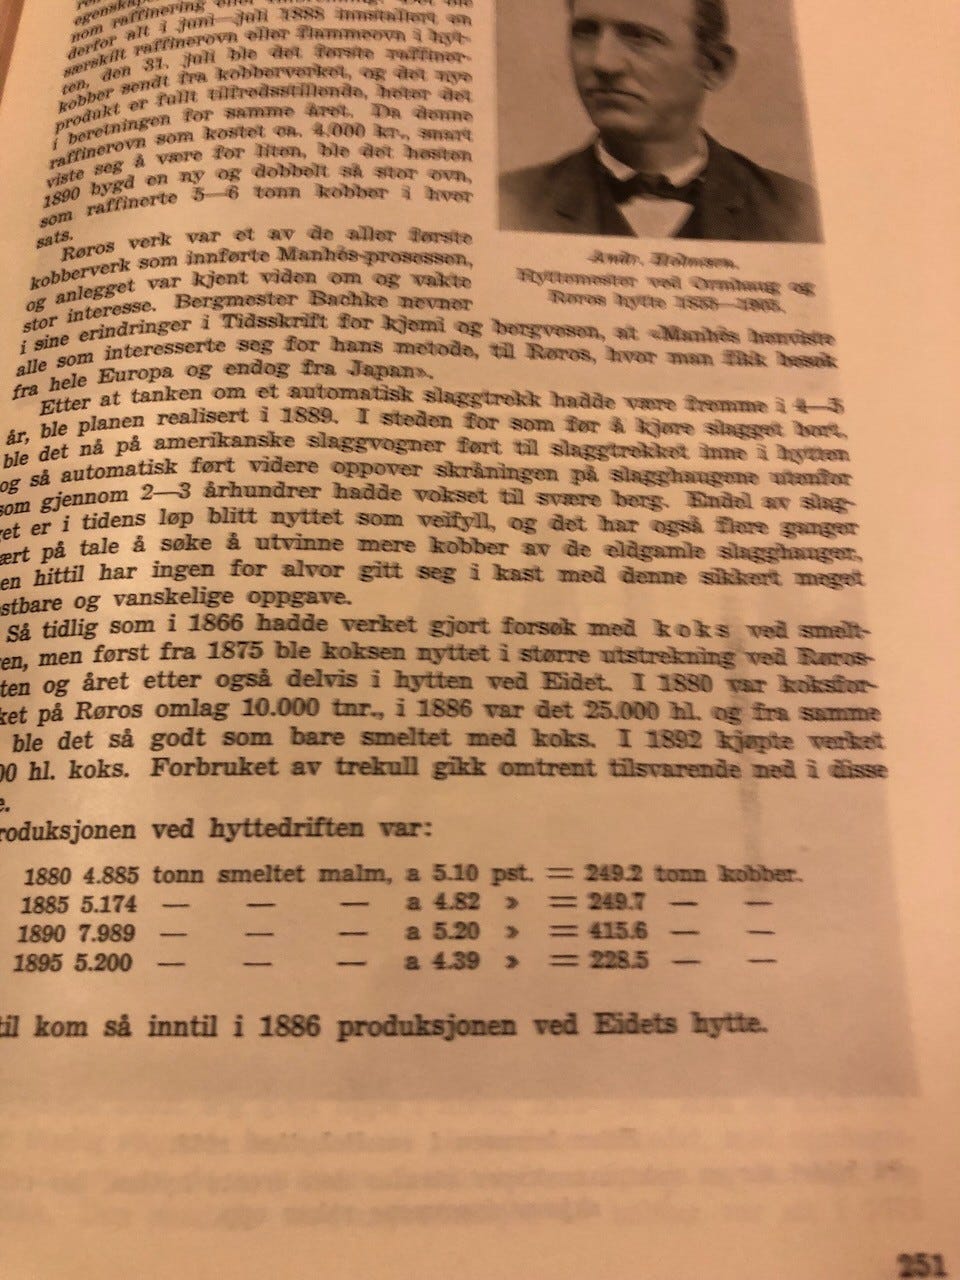 egenskape
som raffinering eller
derfor alt i juni—juli 1888 innstallert en
særskilt raffinerovn eller flammeovn i hyt-
ten, den 31. juli ble det første raffiner-
kobber sendt fra kobberverket, og det nye
produkt er fullt tilfredsstillende, heter det
i beretningen for samme året. Da denne
raffinerovn som kostet ca. 4.000 kr., snart
viste seg å være for liten, ble det høsten
1890 bygd en ny og dobbelt så stor ovn,
som raffinerte 5—6 tonn kobber i hver
sats.
Røros verk var et av de aller første
kobberverk som innførte Manhés-prosessen,
og anlegget var kjent viden om og vakte
stor interesse. Bergmester Bachke nevner
Andr. Holmsen.
Hyttemester ved Ormhaug og
Røros hytte
i sine erindringer i Tidsskrift for kjemi og bergvesen, at «Manhés henviste
alle som interesserte seg for hans metode, til Røros, hvor man fikk besøk
fra hele Europa og endog fra Japan».
Etter at tanken om et automatisk slaggtrekk hadde være fremme i 4—5
år, ble planen realisert i 1889. I steden for som før å kjøre slagget bort,
ble det nå på amerikanske slaggvogner ført til slaggtrekket inne i hytten
og så automatisk ført videre oppover skråningen på slagghaugene utenfor
som gjennom 2—3 århundrer hadde vokset til svære berg. Endel av slag-
get er i tidens løp blitt nyttet som veifyll, og det har også flere ganger
ært på tale å søke å utvinne mere kobber av de eldgamle slagghauger,
en hittil har ingen for alvor gitt seg i kast med denne sikkert meget
stbare og vanskelige oppgave.
Så tidlig som i 1866 hadde verket gjort forsøk med koks ved smelt-
en, men først fra 1875 ble koksen nyttet i større utstrekning ved Røros-
ten og året etter også delvis i hytten ved Eidet. I 1880 var koksfor-
ket på Røros omlag 10.000 tnr., i 1886 var det 25.000 hl. og fra samme
ble det så godt som bare smeltet med koks. I 1892 kjøpte verket
00 hl. koks. Forbruket av trekull gikk omtrent tilsvarende ned i disse
e.
roduksjonen ved hyttedriften var:
1880 4.885 tonn smeltet malm, a 5.10 pst. = 249.2 tonn kobber.
1885 5.174 — — — a 4.82 » = 249.7 — —
1890 7.989 — — — a 5.20 » = 415.6 — —
1895 5.200 — — — a 4.39 » = 228.5 — —
til kom så inntil i 1886 produksjonen ved Eidets hytte.
251